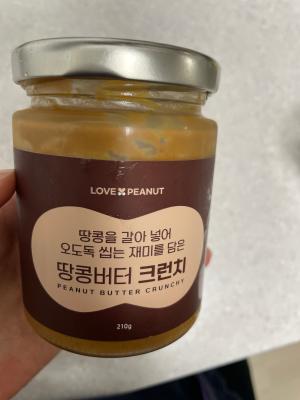 LOVE PEANUT
땅콩을 갈아 넣어
오도독 씹는 재미를 담은
땅콩버터 크런치
PEANUT BUTTER CRUNCHY
210g